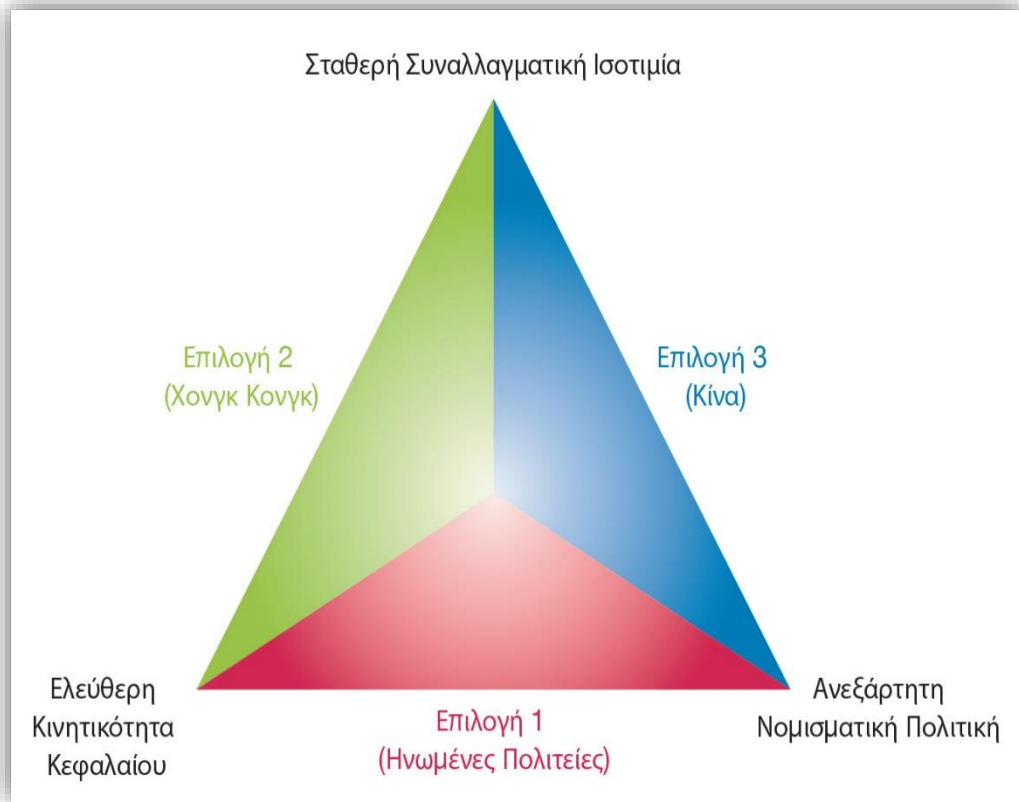 Σταθερή Συναλλαγματική Ισοτιμία
Επιλογή 2
(Χονγκ Κονγκ)
Επιλογή 3
(Κίνα)
Ελεύθερη
Κινητικότητα
Κεφαλαίου
Επιλογή 1
(Ηνωμένες Πολιτείες)
Ανεξάρτητη
Νομισματική Πολιτική